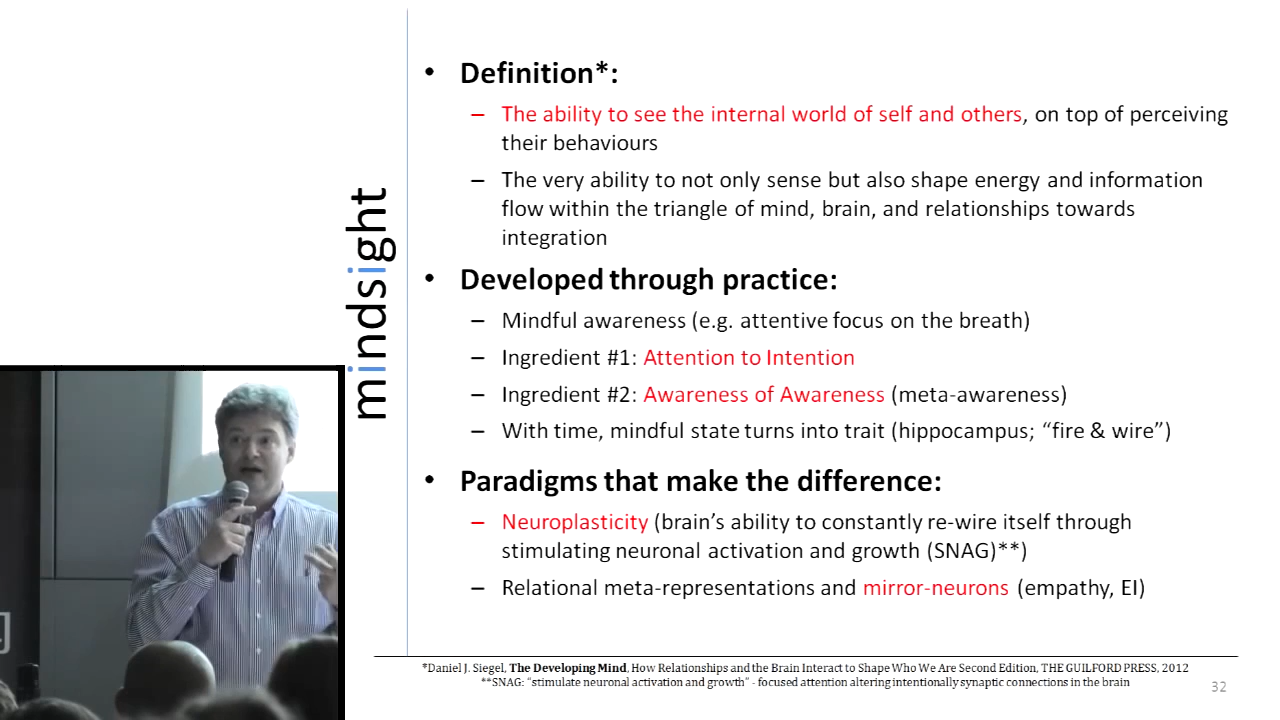 mindsight
• Definition*:
– The ability to see the internal world of self and others, on top of perceiving
their behaviours
– The very ability to not only sense but also shape energy and information
flow within the triangle of mind, brain, and relationships towards
integration
• Developed through practice:
– Mindful awareness (e.g. attentive focus on the breath)
– Ingredient #1: Attention to Intention
– Ingredient #2: Awareness of Awareness (meta-awareness)
– With time, mindful state turns into trait (hippocampus; “fire & wire”)
• Paradigms that make the difference:
– Neuroplasticity (brain’s ability to constantly re-wire itself through
stimulating neuronal activation and growth (SNAG)**)
– Relational meta-representations and mirror-neurons (empathy, EI)
*Daniel J. Siegel, The Developing Mind, How Relationships and the Brain Interact to Shape Who We Are Second Edition, THE GUILFORD PRESS, 2012
**SNAG: “stimulate neuronal activation and growth” - focused attention altering intentionally synaptic connections in the brain
32